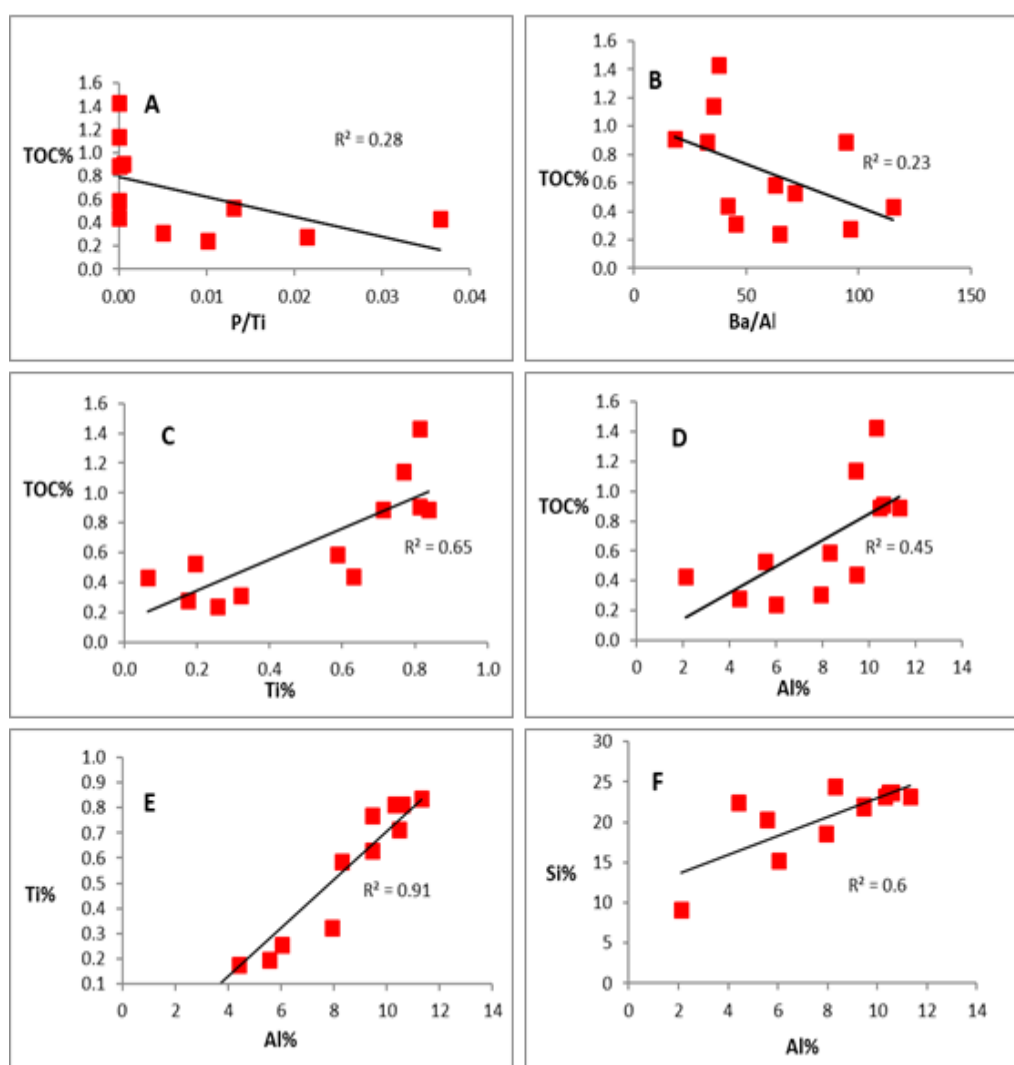 A
1.6
1.4
1.2
1.0
0.8
0.6
0.4
0.2
0.0
TOC%
R² = 0.28
0.00 0.01 0.02 0.03 0.04
P/Ti
B
1.6
1.4
1.2
1.0
0.8
0.6
0.4
0.2
0.0
TOC%
R² = 0.23
0 50 100 150
Ba/Al
C
1.6
1.4
1.2
1.0
0.8
0.6
0.4
0.2
0.0
TOC%
R² = 0.65
0.0 0.2 0.4 0.6 0.8 1.0
Ti%
D
1.6
1.4
1.2
1.0
0.8
0.6
0.4
0.2
0.0
TOC%
R² = 0.45
0 2 4 6 8 10 12 14
Al%
E
1.0
0.9
0.8
0.7
0.6
0.5
0.4
0.3
0.2
0.1
Ti%
R² = 0.91
0 2 4 6 8 10 12 14
Al%
F
30
25
20
15
10
5
0
Si%
R² = 0.6
0 2 4 6 8 10 12 14
Al%